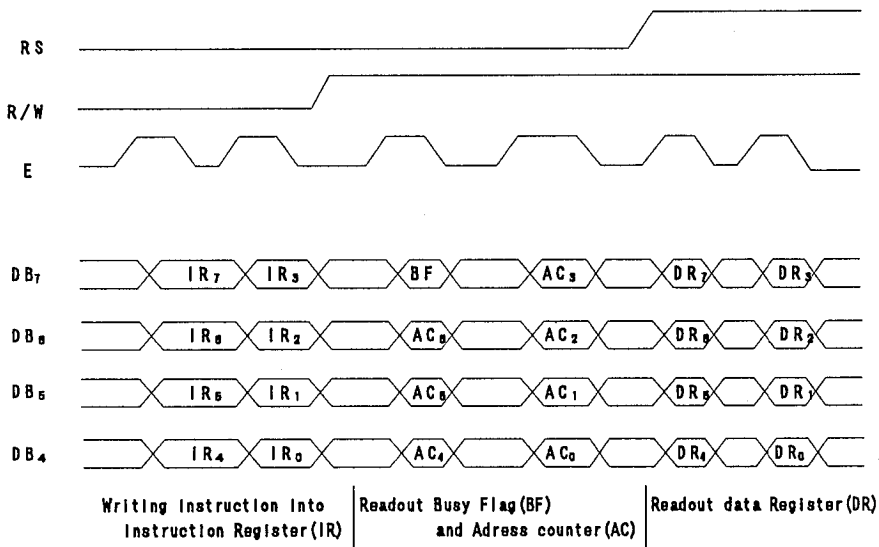 RS
R/W
E
DB₇ IR₇ IR₃ BF AC₃ DR₇ DR₃
DB₆ IR₆ IR₂ AC₆ AC₂ DR₆ DR₂
DB₅ IR₅ IR₁ AC₅ AC₁ DR₅ DR₁
DB₄ IR₄ IR₀ AC₄ AC₀ DR₄ DR₀
Writing Instruction Into
Instruction Register(IR)
Readout Busy Flag(BF)
and Adress counter(AC)
Readout data Register(DR)